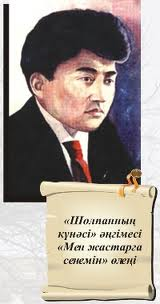 «Шолпанның
күнәсі» әңгімесі
«Мен жастарға
сенемін» өлеңі